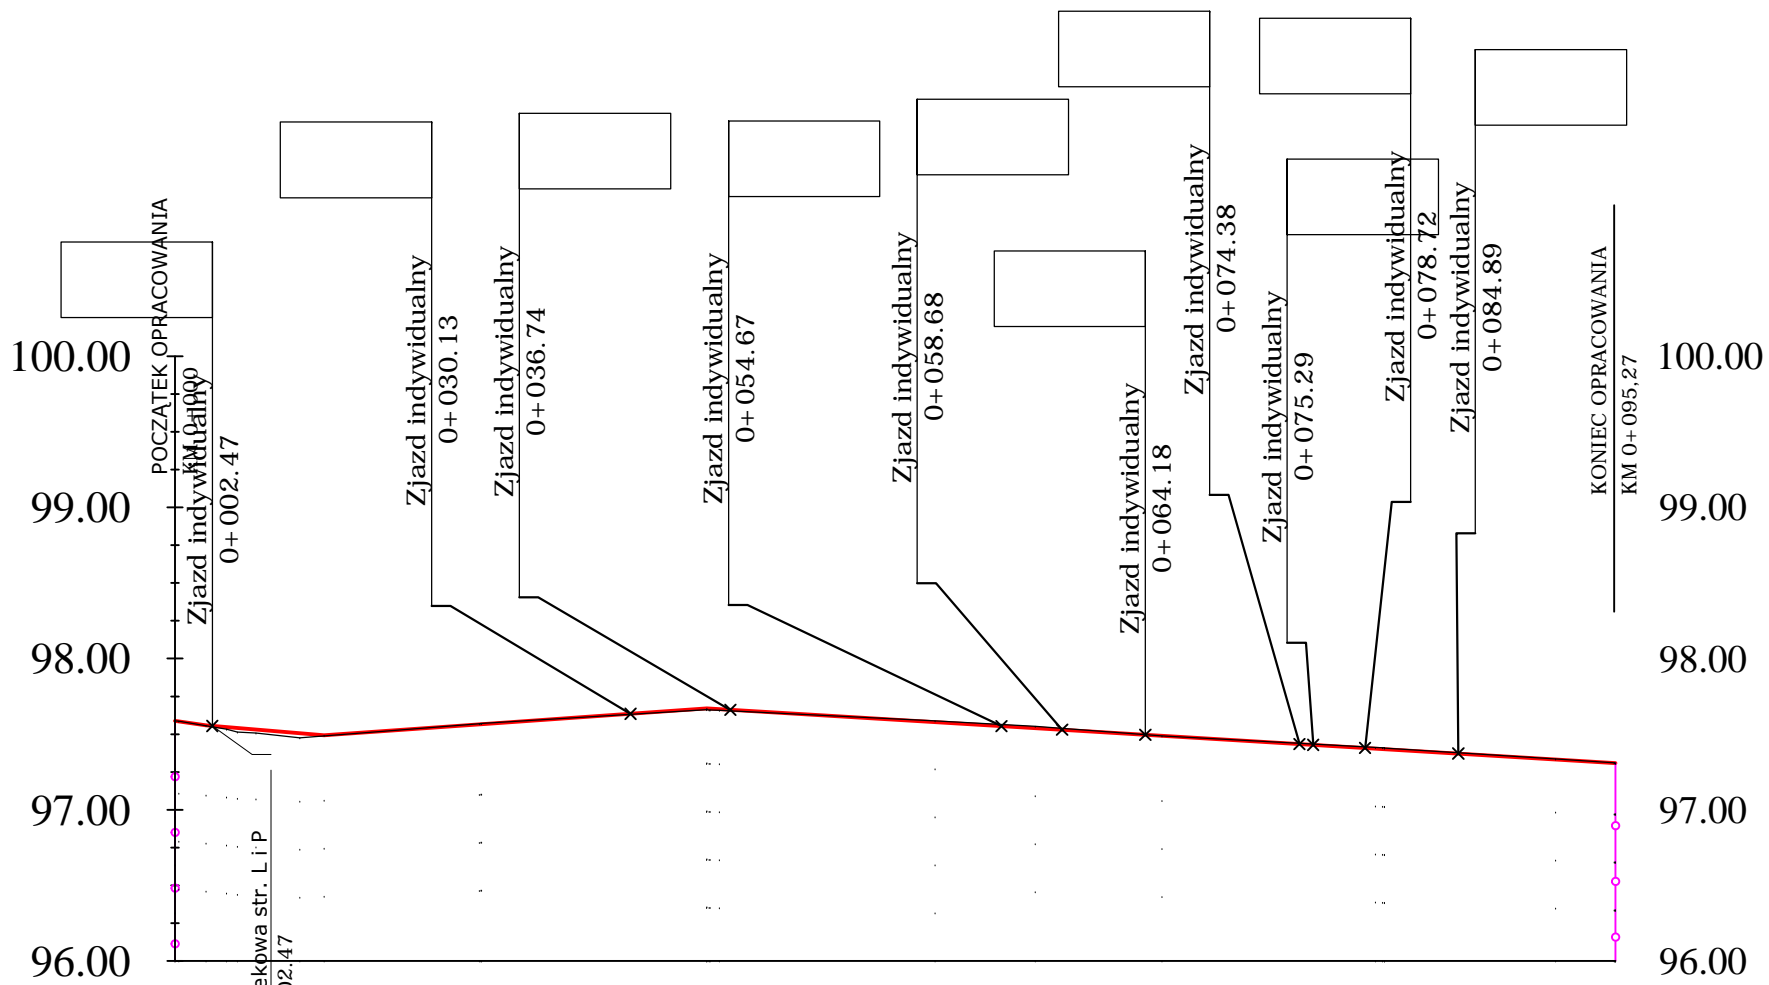 POCZĄTEK OPRACOWANIA
KM 0+000
Zjazd indywidualny
0+002.47
Zjazd indywidualny
0+030.13
Zjazd indywidualny
0+036.74
Zjazd indywidualny
0+054.67
Zjazd indywidualny
0+058.68
Zjazd indywidualny
0+064.18
Zjazd indywidualny
0+074.38
Zjazd indywidualny
0+075.29
Zjazd indywidualny
0+078.72
Zjazd indywidualny
0+084.89
KONIEC OPRACOWANIA
KM 0+095,27
100.00
99.00
98.00
97.00
96.00
100.00
99.00
98.00
97.00
96.00
str. L i P
02.47